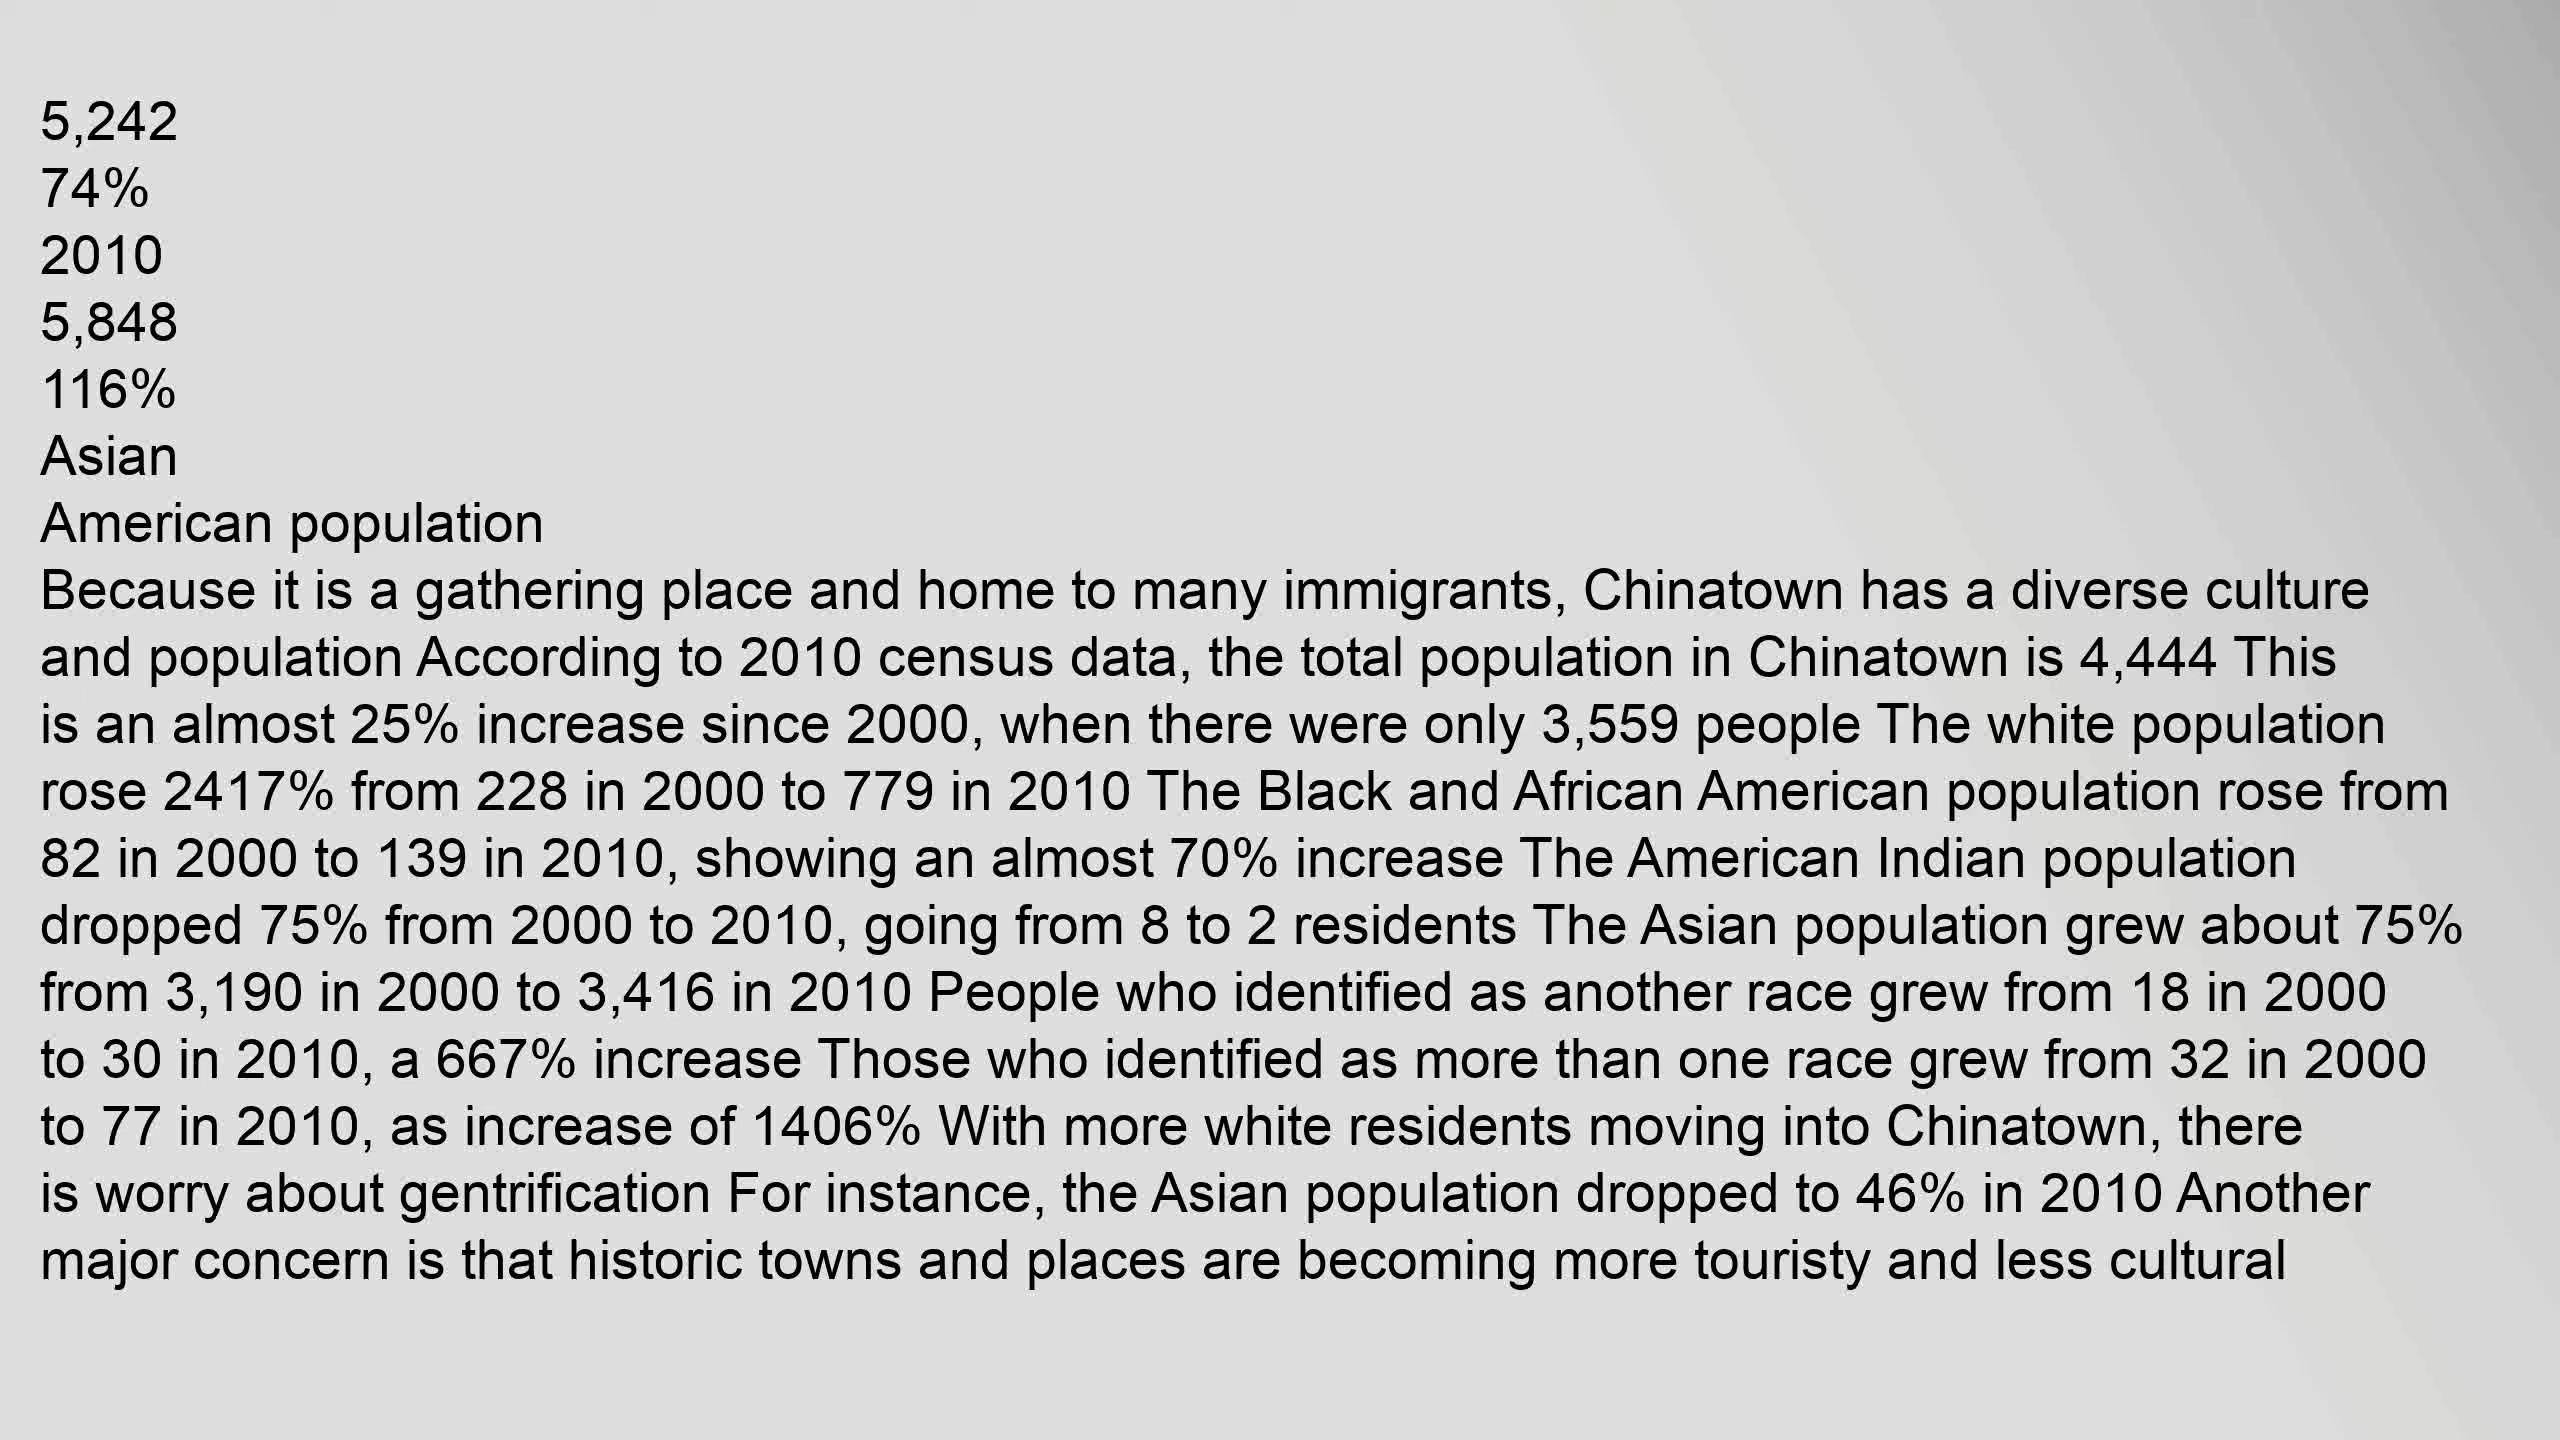 5,242
74%
2010
5,848
116%
Asian
American population
Because it is a gathering place and home to many immigrants, Chinatown has a diverse culture
and population According to 2010 census data, the total population in Chinatown is 4,444 This
is an almost 25% increase since 2000, when there were only 3,559 people The white population
rose 2417% from 228 in 2000 to 779 in 2010 The Black and African American population rose from
82 in 2000 to 139 in 2010, showing an almost 70% increase The American Indian population
dropped 75% from 2000 to 2010, going from 8 to 2 residents The Asian population grew about 75%
from 3,190 in 2000 to 3,416 in 2010 People who identified as another race grew from 18 in 2000
to 30 in 2010, a 667% increase Those who identified as more than one race grew from 32 in 2000
to 77 in 2010, as increase of 1406% With more white residents moving into Chinatown, there
is worry about gentrification For instance, the Asian population dropped to 46% in 2010 Another
major concern is that historic towns and places are becoming more touristy and less cultural